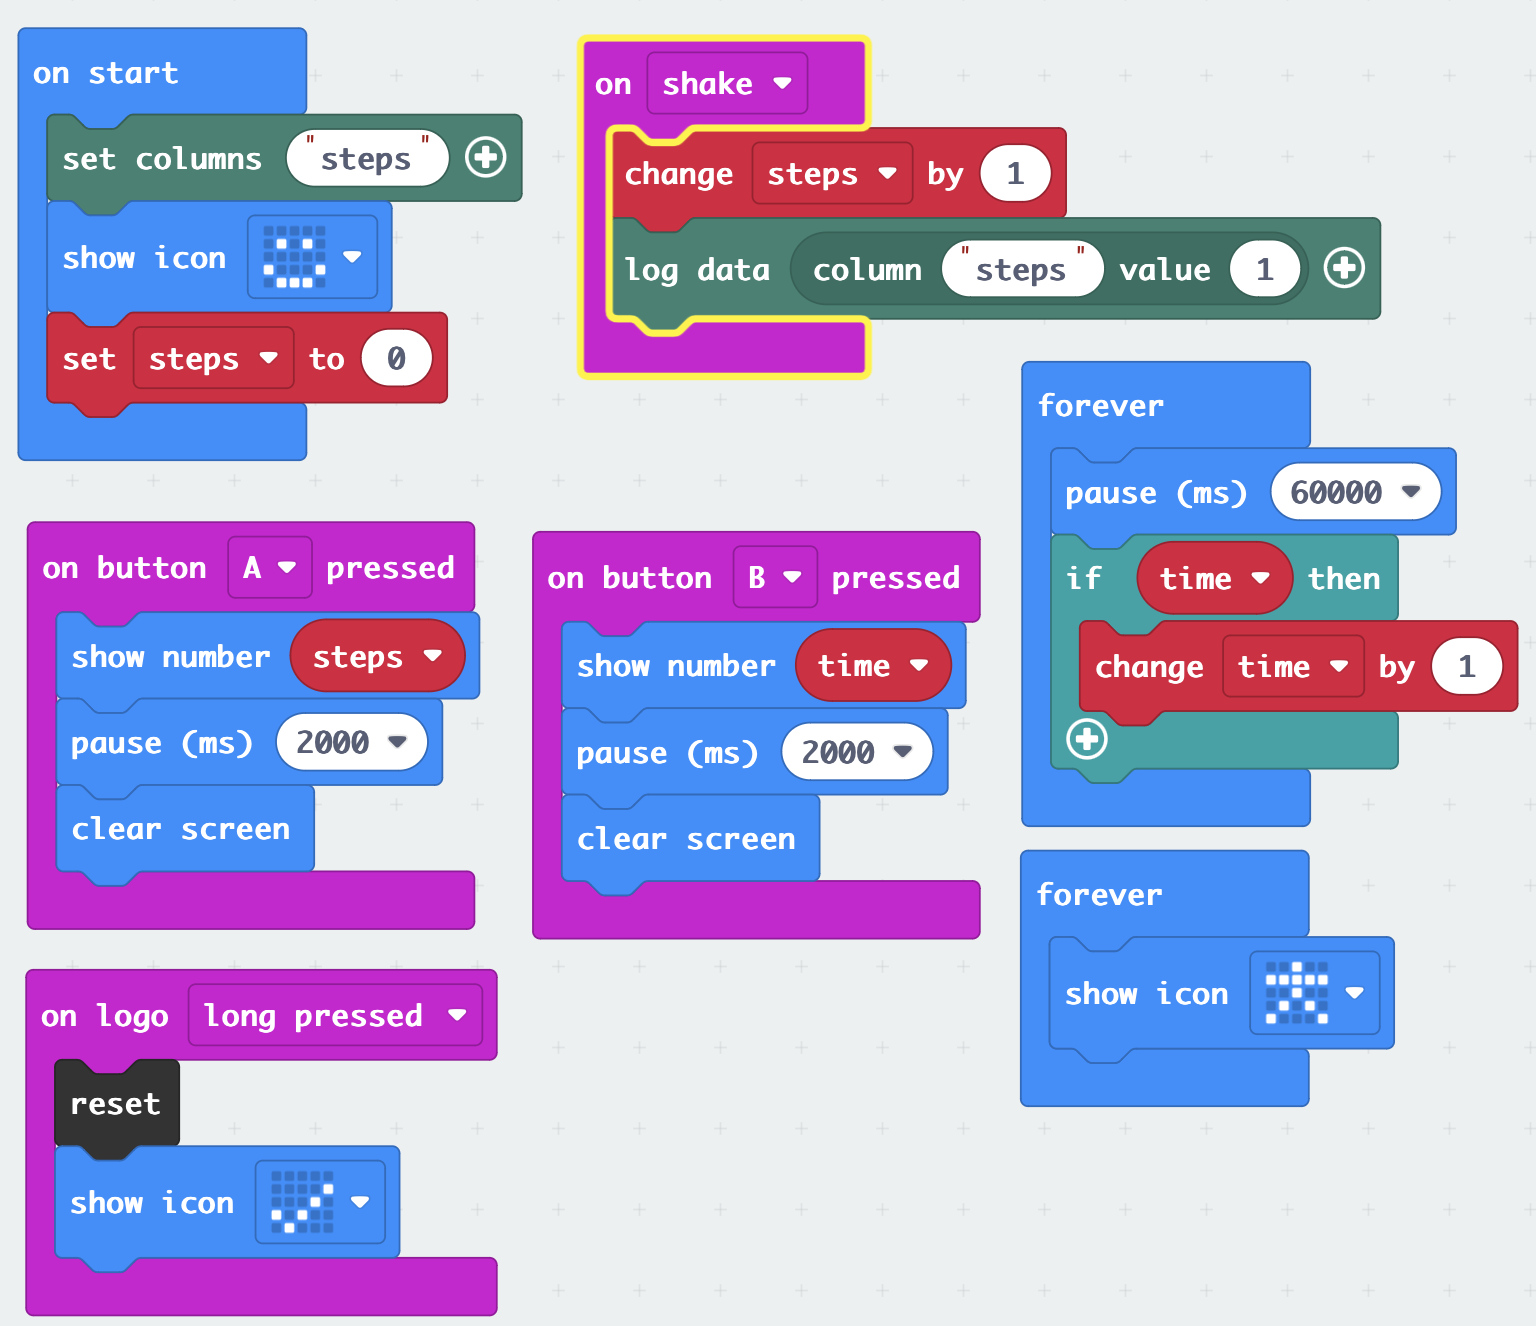 on start
set columns "steps"
show icon
set steps to 0
on shake
change steps by 1
log data column "steps" value 1
forever
pause (ms) 60000
if time then
change time by 1
on button A pressed
show number steps
pause (ms) 2000
clear screen
on button B pressed
show number time
pause (ms) 2000
clear screen
forever
show icon
on logo long pressed
reset
show icon